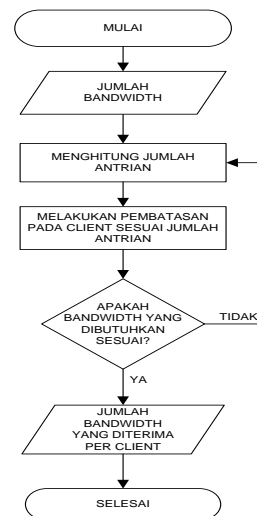 MULAI
JUMLAH
BANDWIDTH
MENGHITUNG JUMLAH
ANTRIAN
MELAKUKAN PEMBATASAN
PADA CLIENT SESUAI JUMLAH
ANTRIAN
APAKAH
BANDWIDTH YANG
DIBUTUHKAN
SESUAI?
TIDAK
YA
JUMLAH
BANDWIDTH
YANG DITERIMA
PER CLIENT
SELESAI